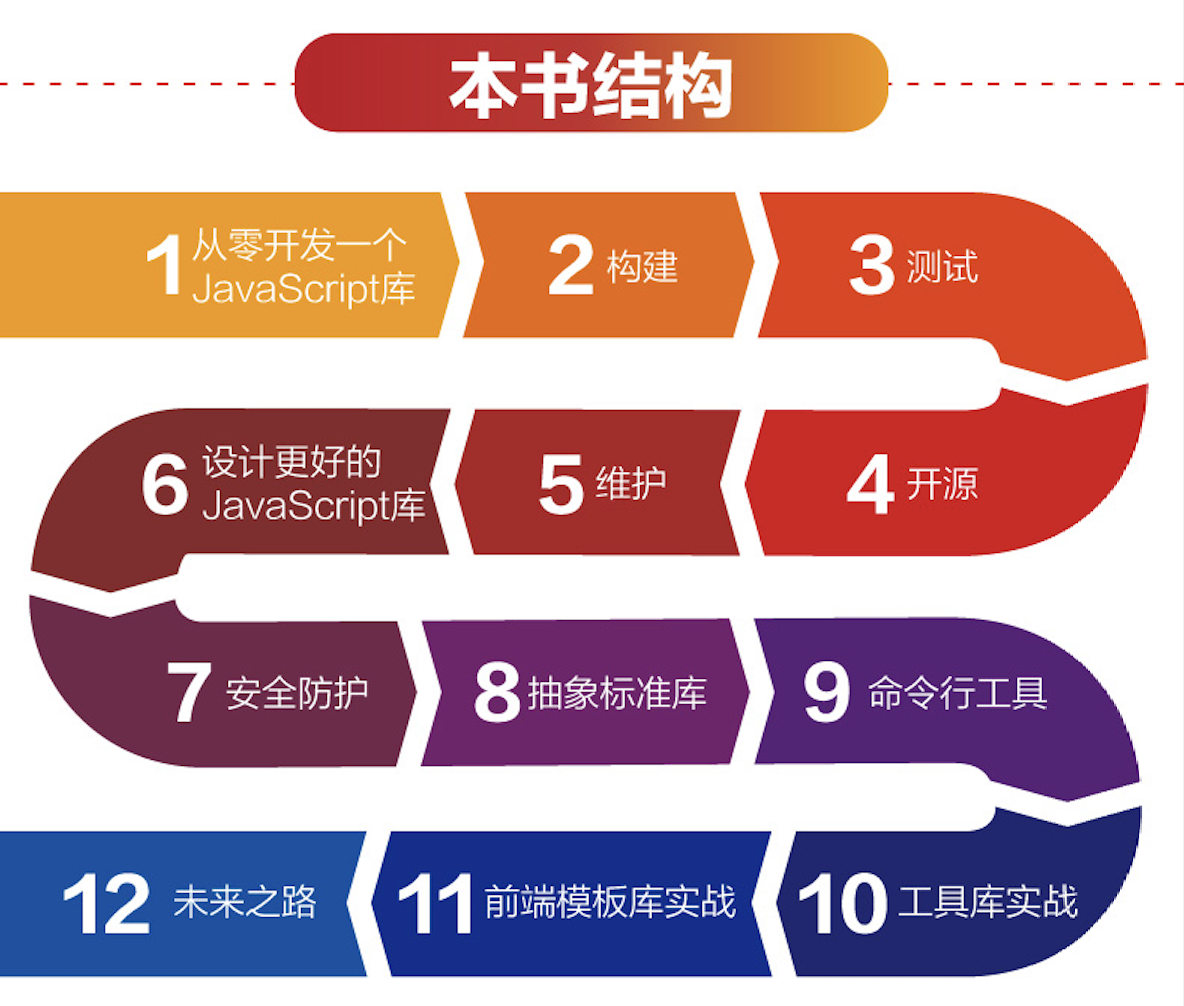 本书结构
1 从零开发一个
JavaScript库
2 构建
3 测试
4 开源
5 维护
6 设计更好的
JavaScript库
7 安全防护
8 抽象标准库
9 命令行工具
10 工具库实战
11 前端模板库实战
12 未来之路